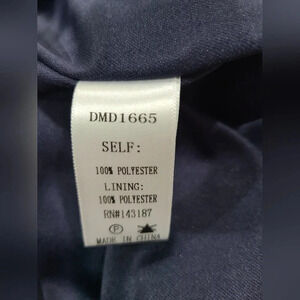 DMD1665
SELF:
100% POLYESTER
LINING:
100% POLYESTER
RN#143187
P
MADE IN CHINA